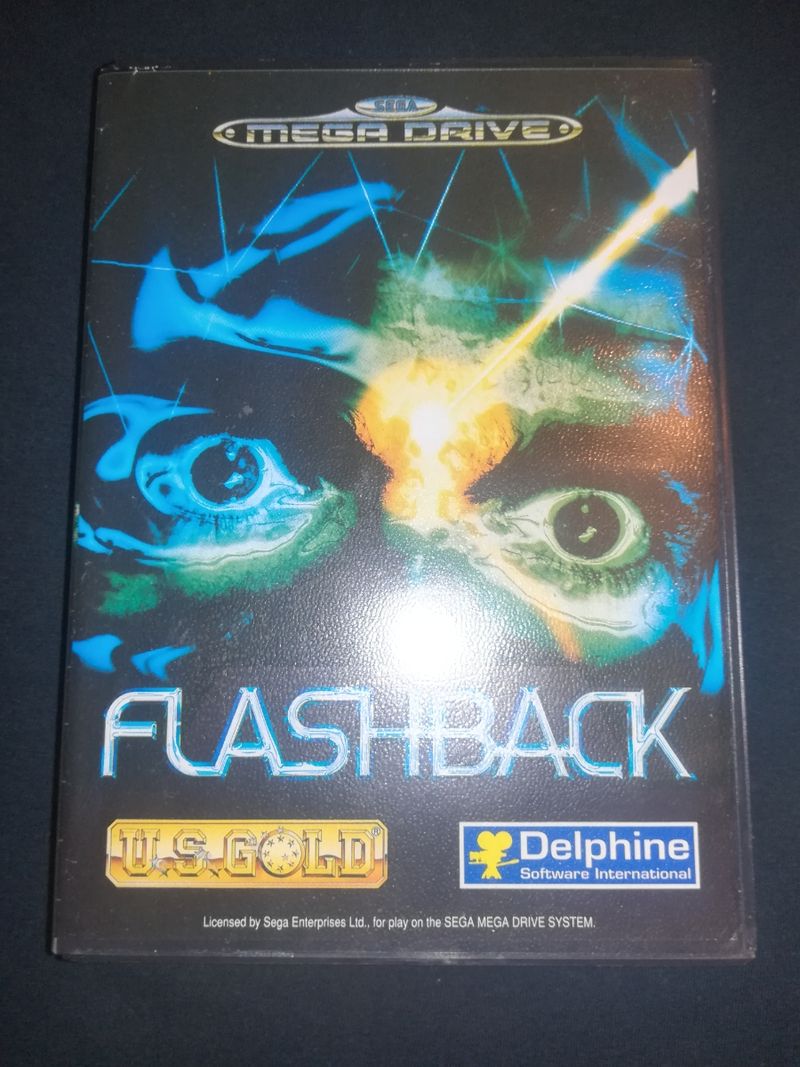 SEGA
MEGA DRIVE
FLASHBACK
U.S. GOLD®
Delphine
Software International
Licensed by Sega Enterprises Ltd., for play on the SEGA MEGA DRIVE SYSTEM.